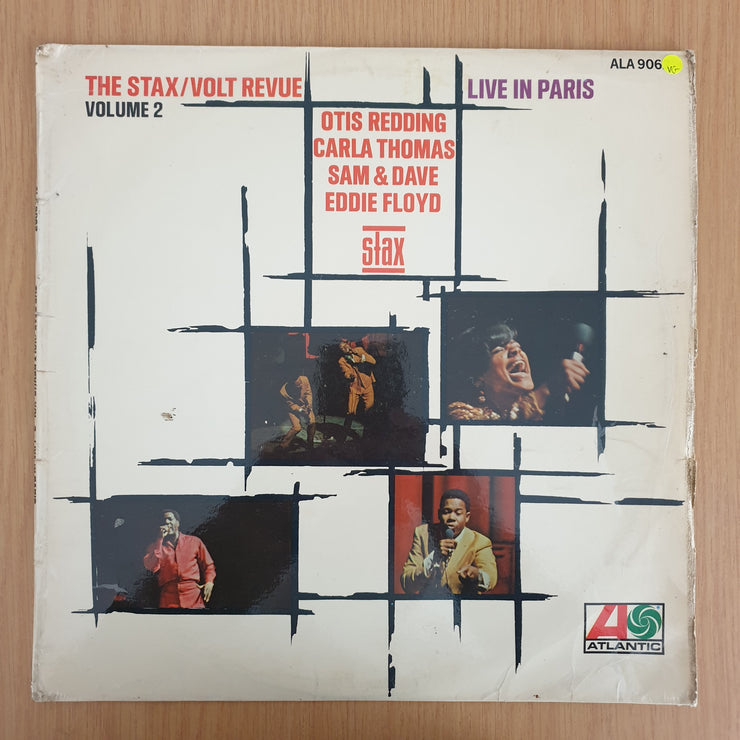 THE STAX/VOLT REVUE
VOLUME 2
LIVE IN PARIS
ALA 906
VG-
OTIS REDDING
CARLA THOMAS
SAM & DAVE
EDDIE FLOYD
stax
ATLANTIC